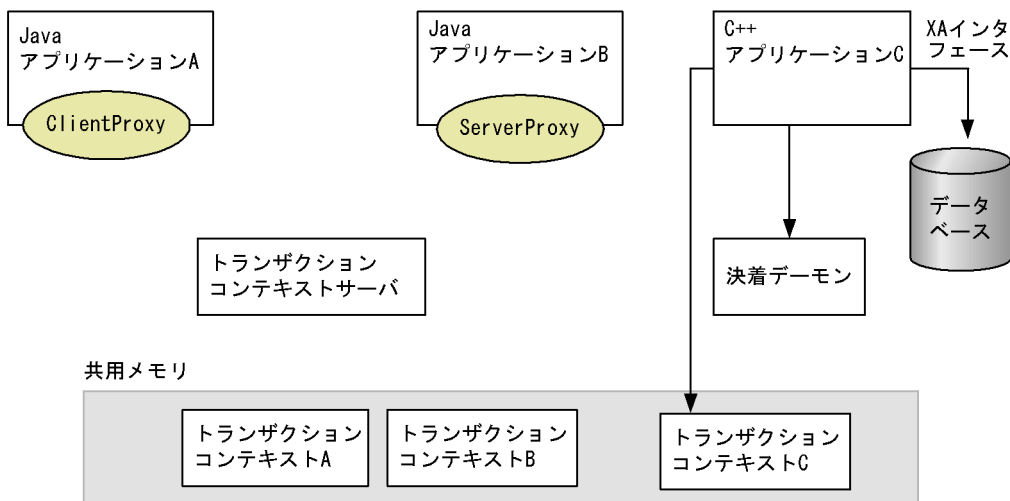 Java
アプリケーションA
ClientProxy
Java
アプリケーションB
ServerProxy
C++
アプリケーションC
XAインタ
フェース
データ
ベース
トランザクション
コンテキストサーバ
決着デーモン
共用メモリ
トランザクション
コンテキストA
トランザクション
コンテキストB
トランザクション
コンテキストC